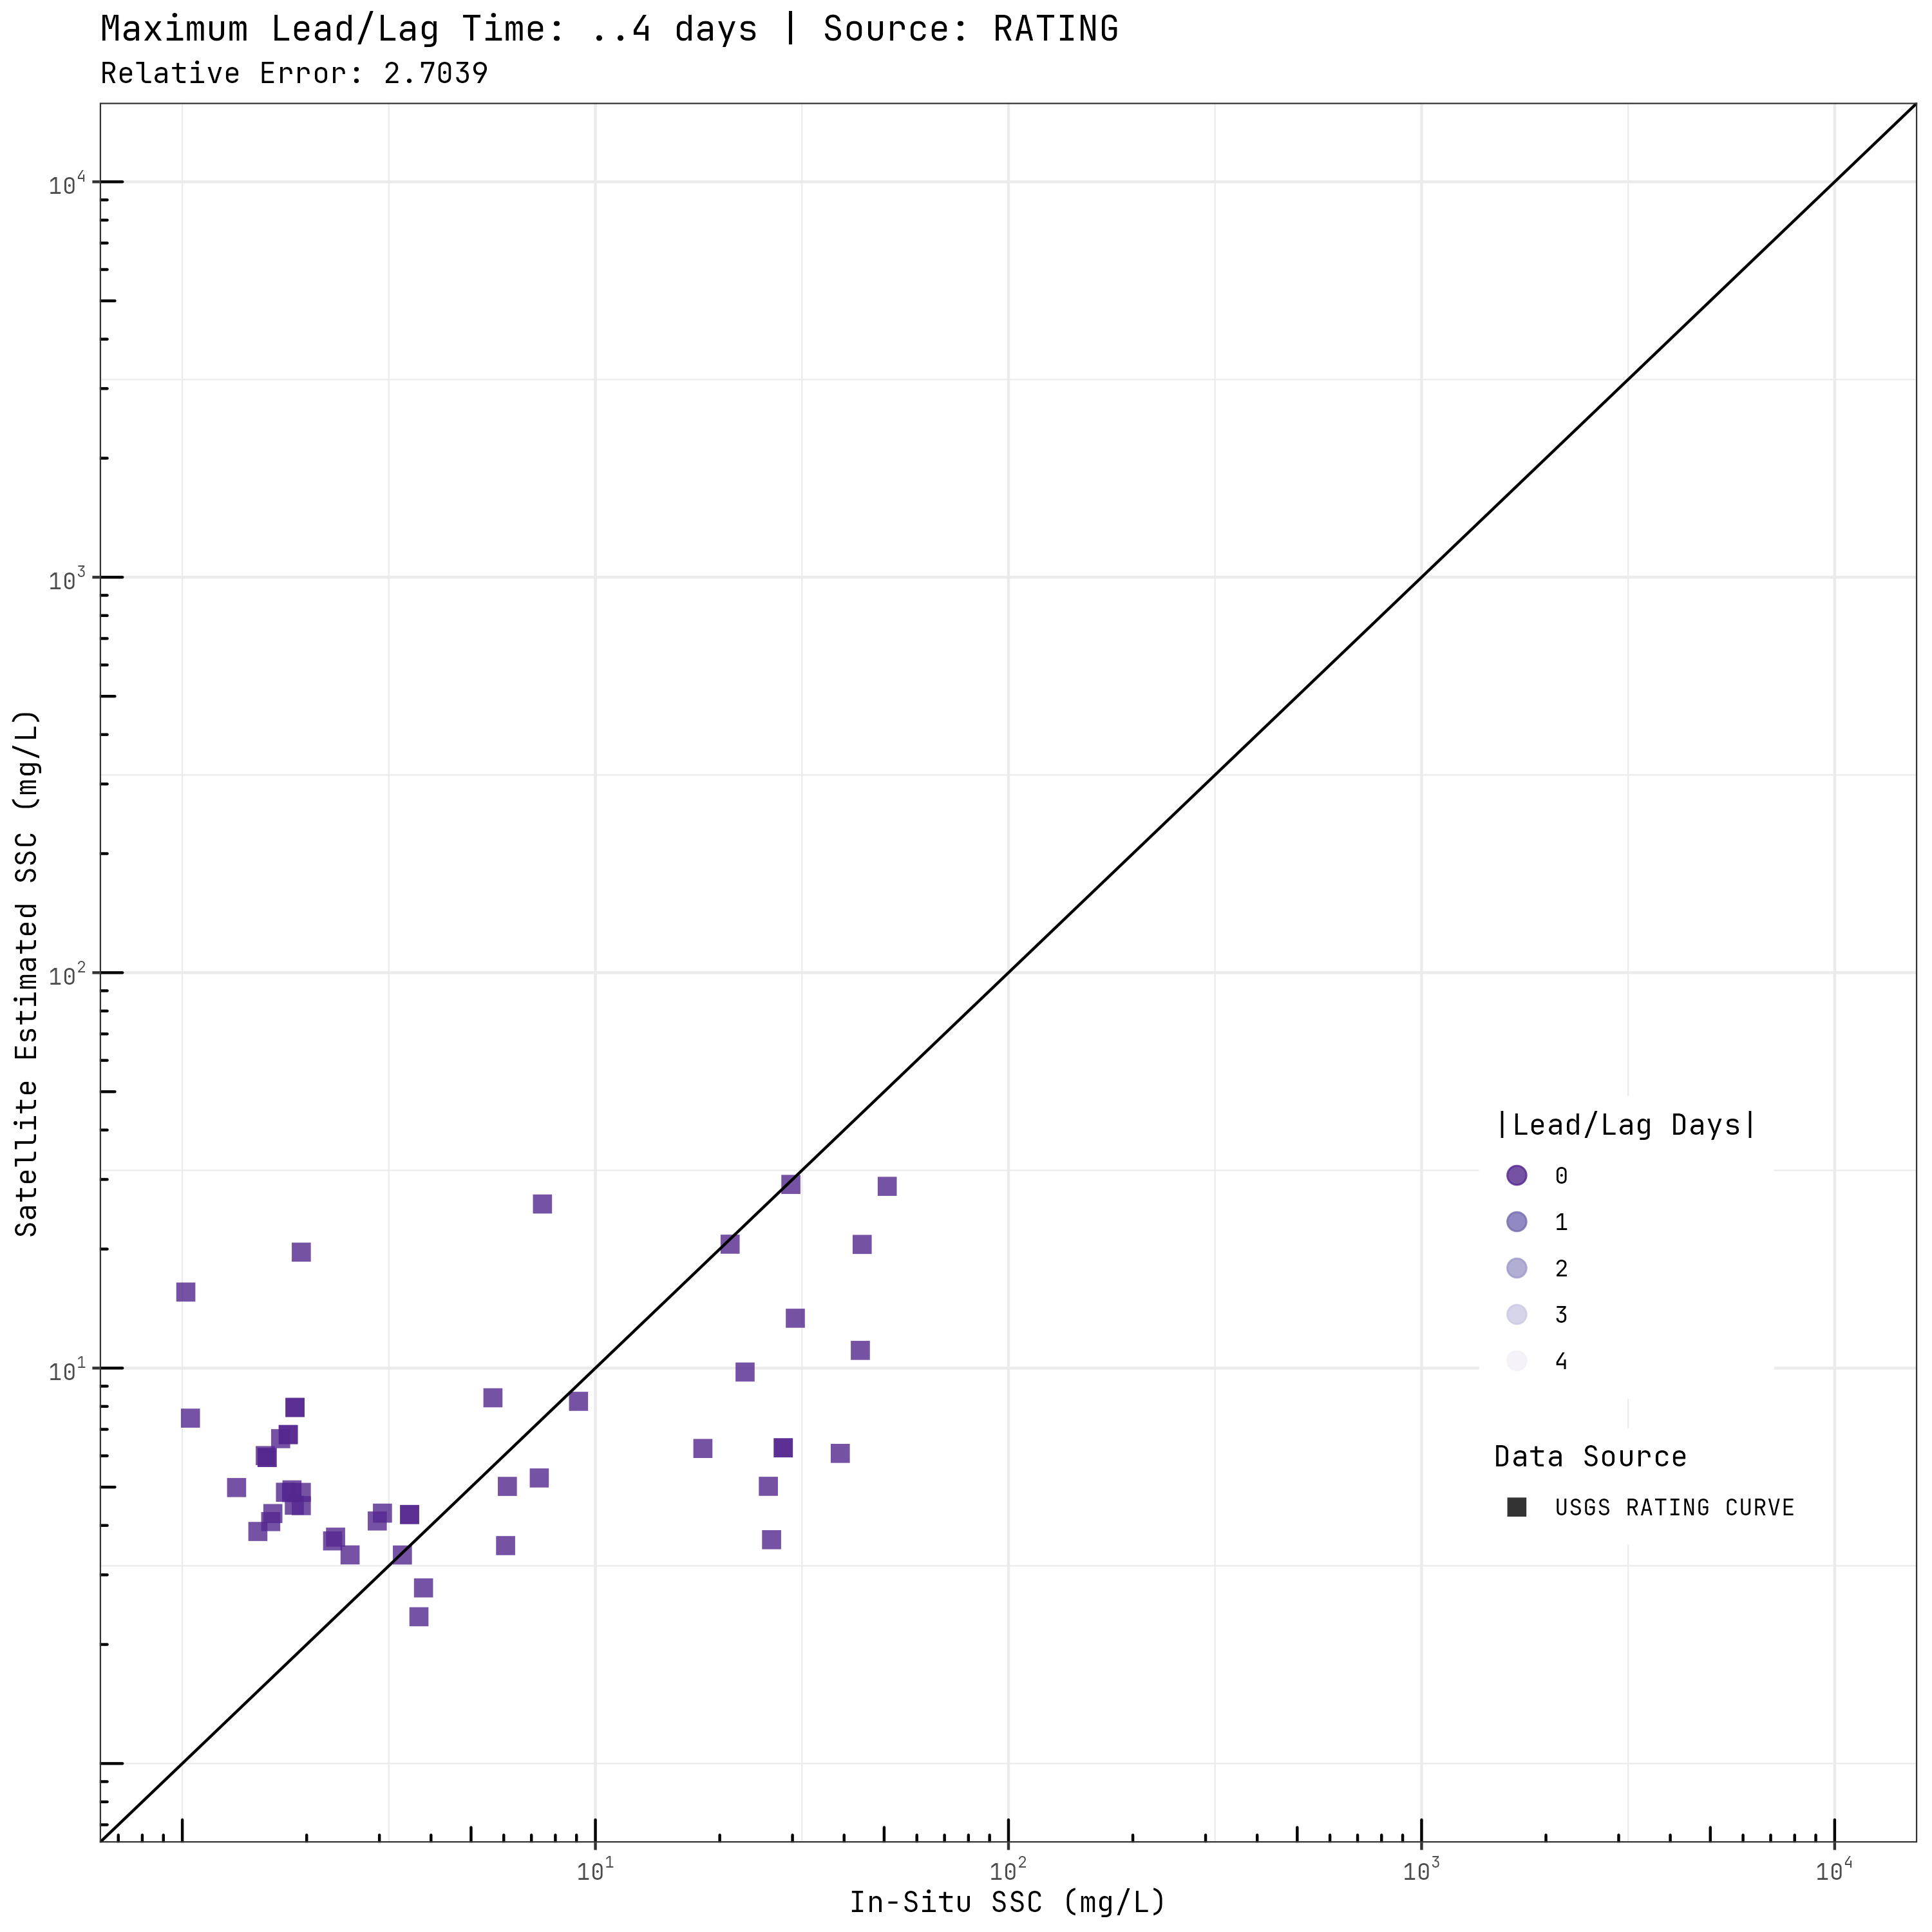 Maximum Lead/Lag Time: ..4 days | Source: RATING
Relative Error: 2.7039
10⁴
10³
10²
10¹
Satellite Estimated SSC (mg/L)
|Lead/Lag Days|
0
1
2
3
4
Data Source
USGS RATING CURVE
10¹ 10² 10³ 10⁴
In-Situ SSC (mg/L)